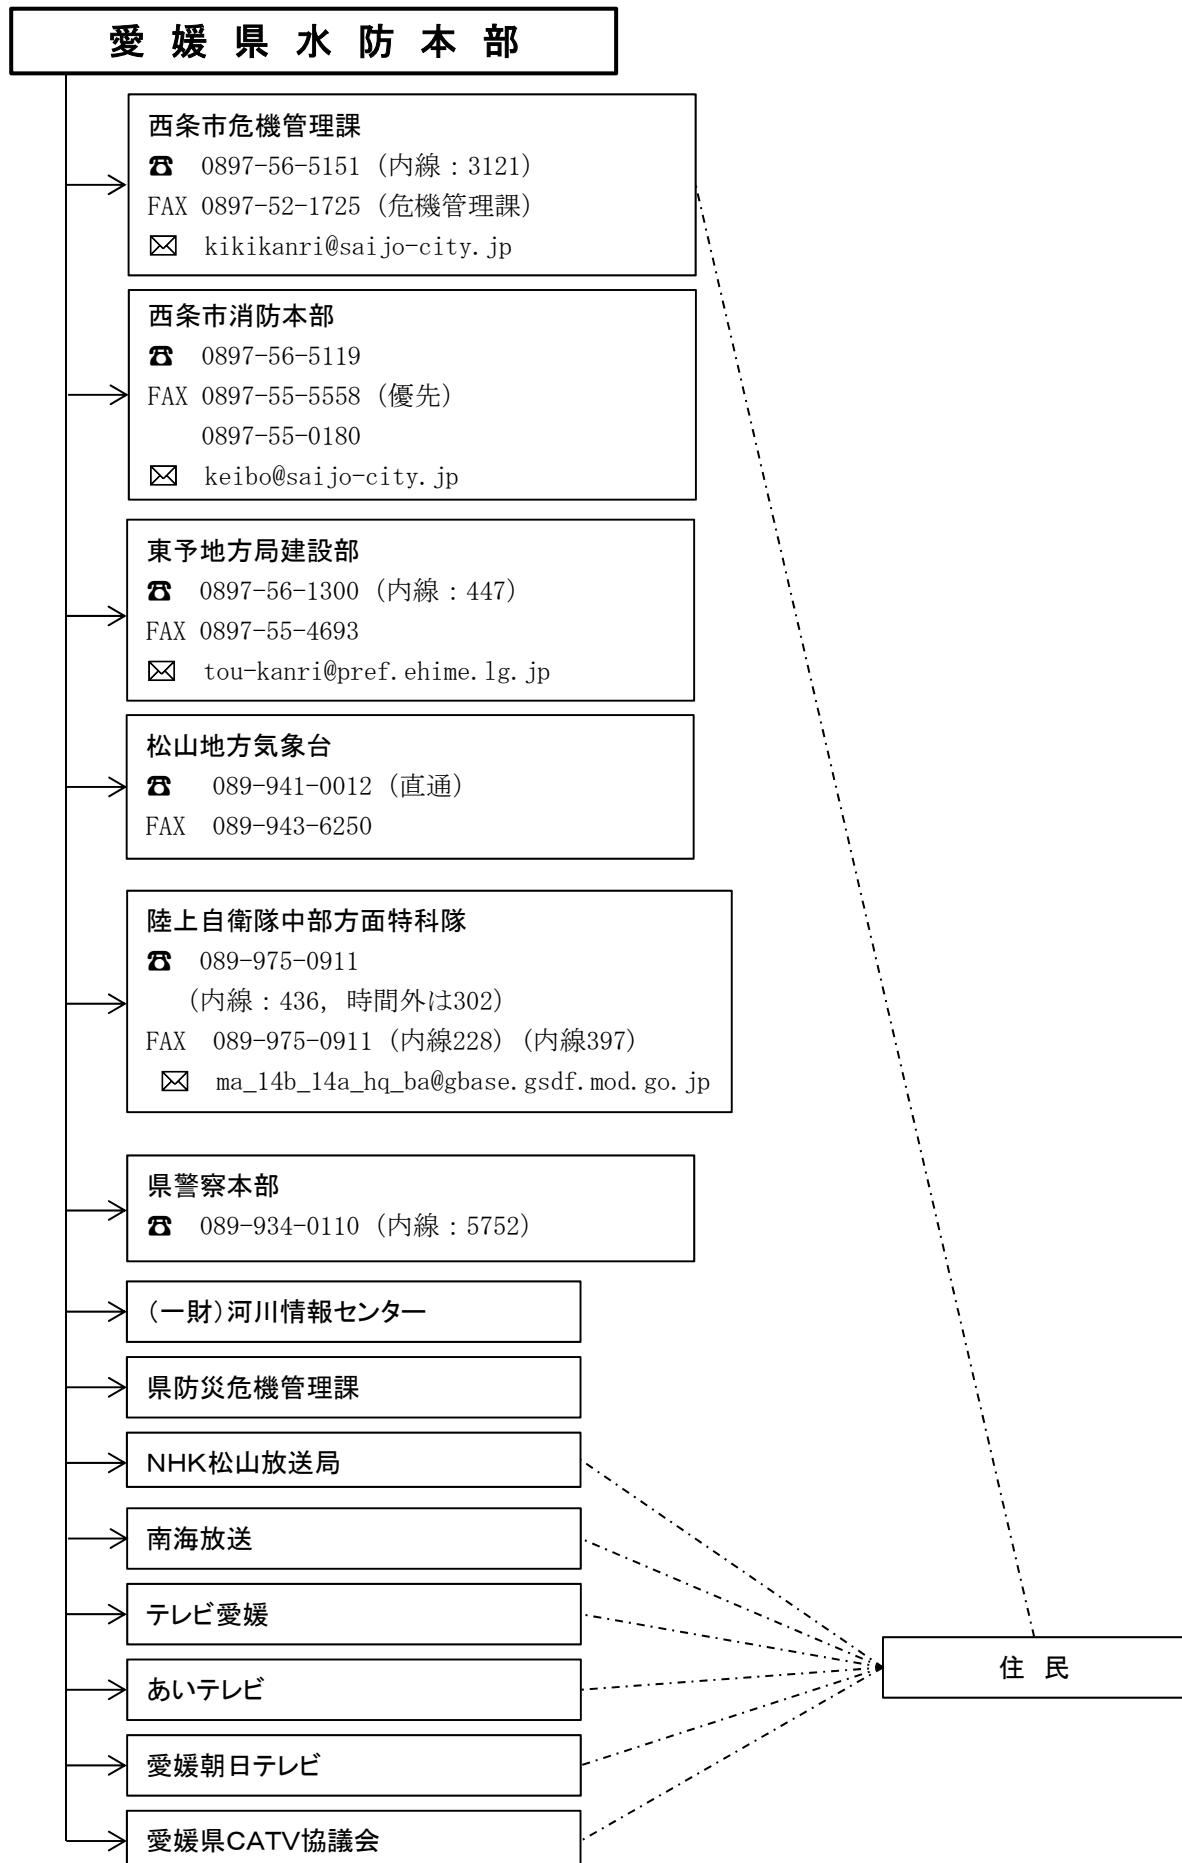 愛媛県水防本部
西条市危機管理課
☎ 0897-56-5151（内線：3121）
FAX 0897-52-1725（危機管理課）
✉ kikikanri@saijo-city.jp
西条市消防本部
☎ 0897-56-5119
FAX 0897-55-5558（優先）
0897-55-0180
✉ keibo@saijo-city.jp
東予地方局建設部
☎ 0897-56-1300（内線：447）
FAX 0897-55-4693
✉ tou-kanri@pref.ehime.lg.jp
松山地方気象台
☎ 089-941-0012（直通）
FAX 089-943-6250
陸上自衛隊中部方面特科隊
☎ 089-975-0911
（内線：436，時間外は302）
FAX 089-975-0911（内線228）（内線397）
✉ ma_14b_14a_hq_ba@gbase.gsdf.mod.go.jp
県警察本部
☎ 089-934-0110（内線：5752）
（一財）河川情報センター
県防災危機管理課
NHK松山放送局
南海放送
テレビ愛媛
住民
あいテレビ
愛媛朝日テレビ
愛媛県CATV協議会